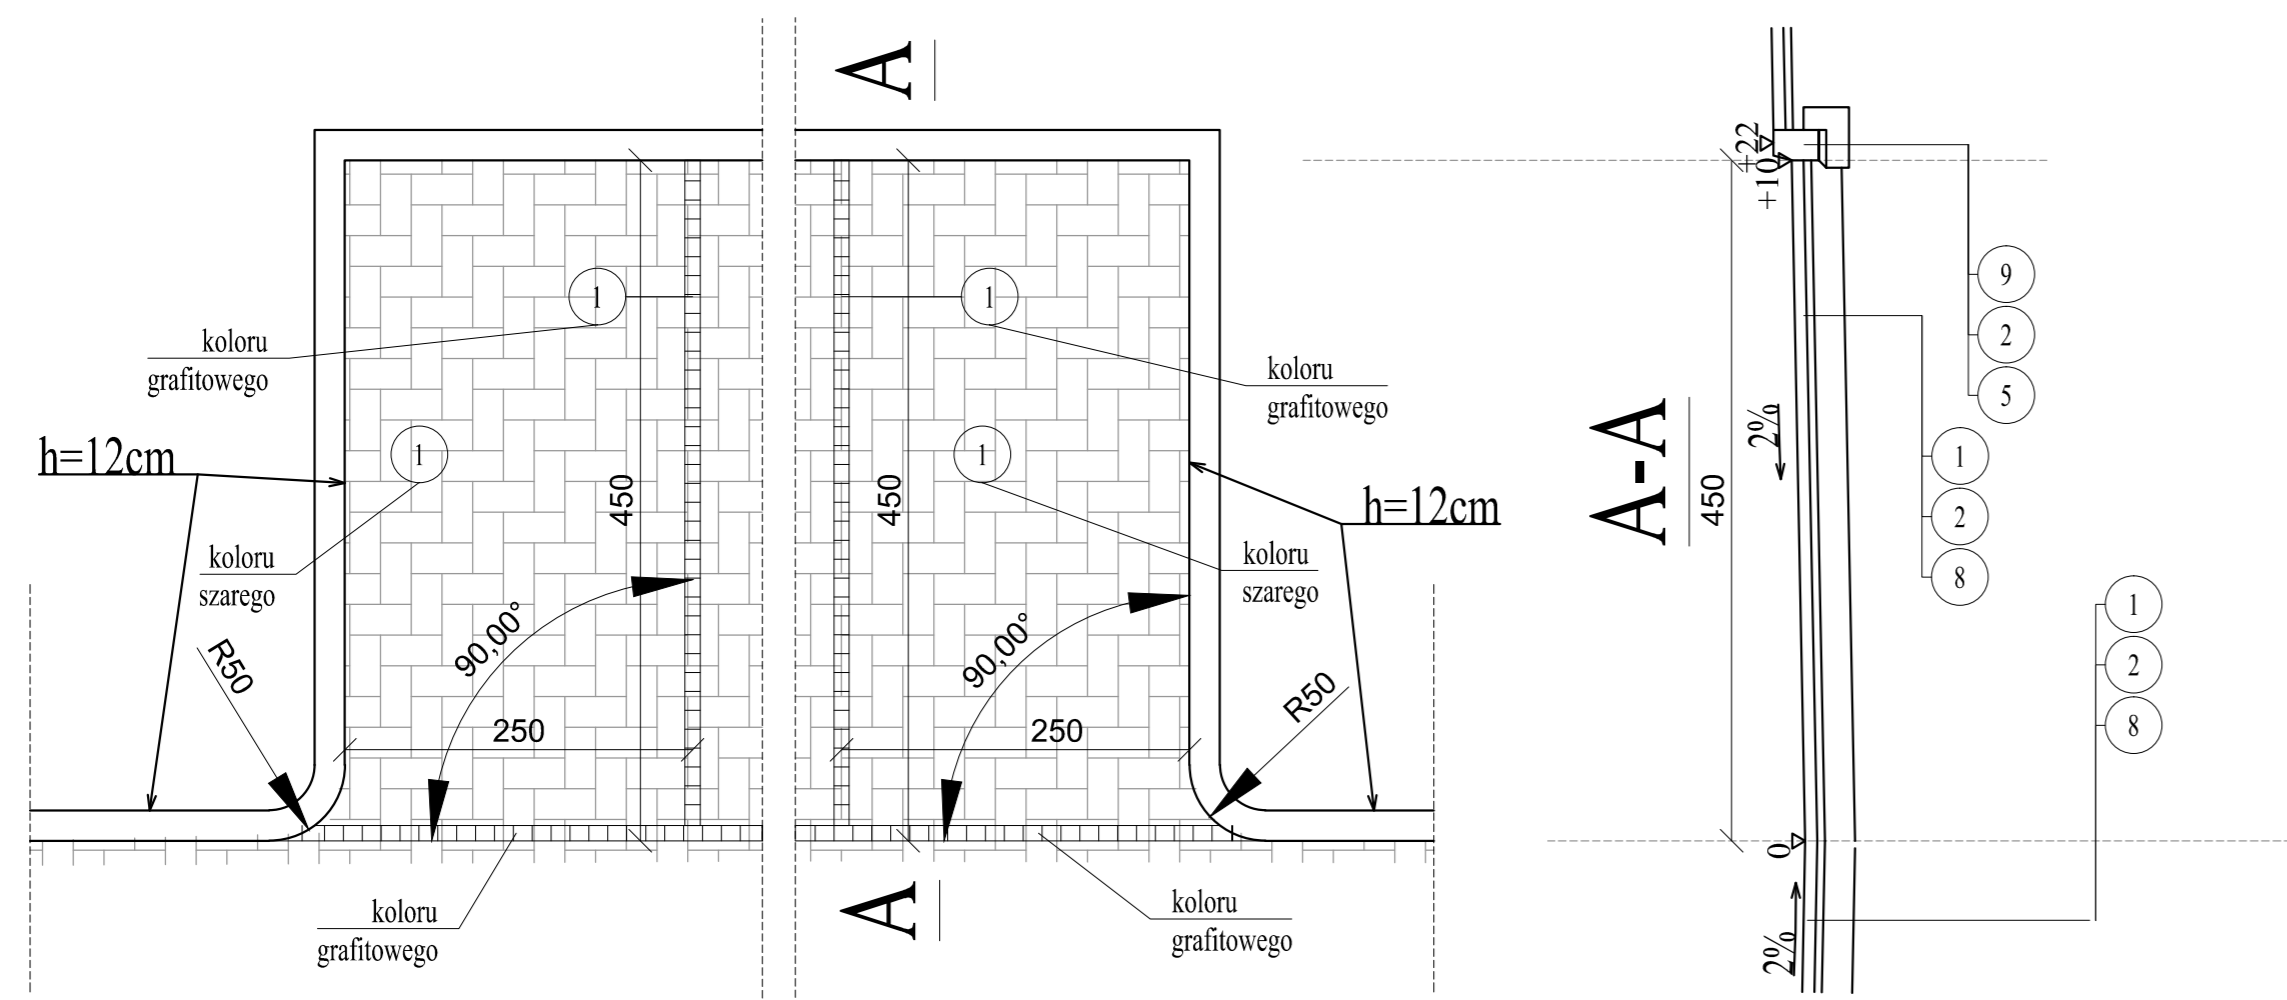 A
koloru
grafitowego
1
1
koloru
grafitowego
h=12cm
1
1
h=12cm
koloru
szarego
450
450
koloru
szarego
90,00°
90,00°
R50
R50
250
250
koloru
grafitowego
A
koloru
grafitowego
+22
+10
9
2
5
A-A
450
2%
1
2
8
1
2
8
0
2%